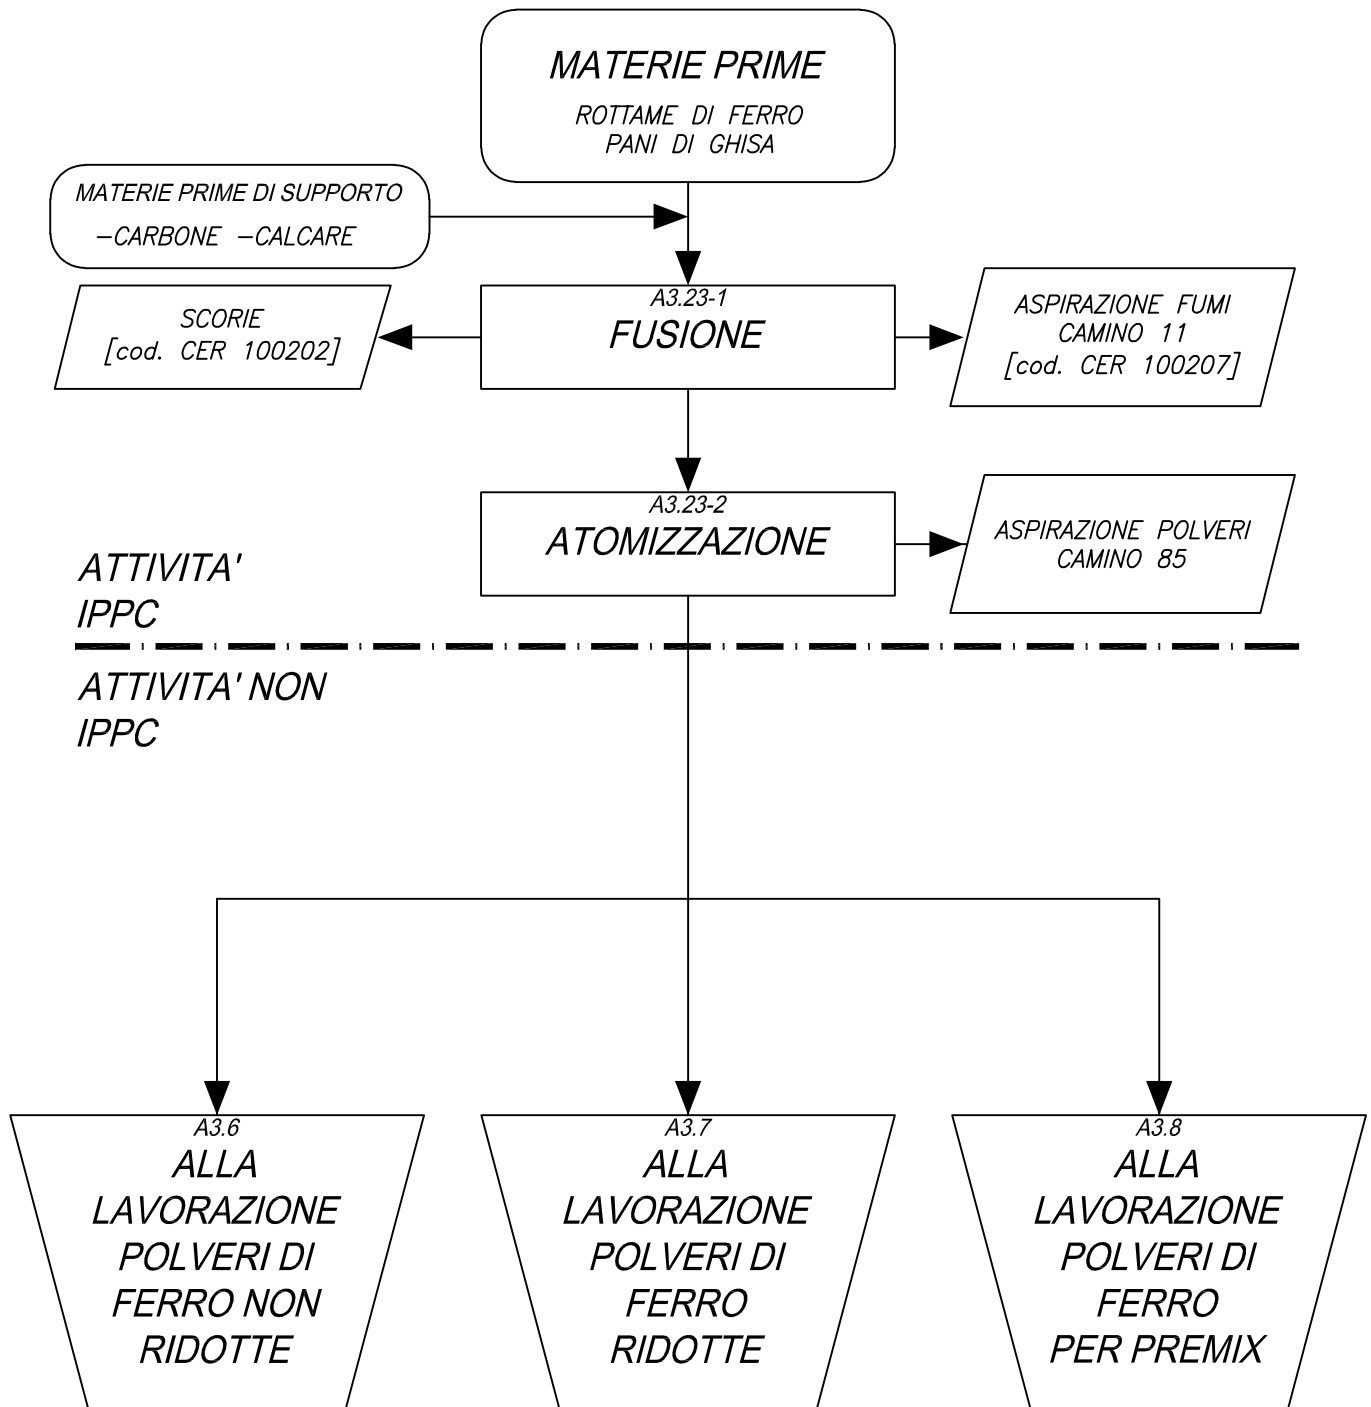 MATERIE PRIME
ROTTAME DI FERRO
PANI DI GHISA
MATERIE PRIME DI SUPPORTO
-CARBONE -CALCARE
SCORIE
[cod. CER 100202]
A3.23-1
FUSIONE
ASPIRAZIONE FUMI
CAMINO 11
[cod. CER 100207]
A3.23-2
ATOMIZZAZIONE
ASPIRAZIONE POLVERI
CAMINO 85
ATTIVITA'
IPPC
ATTIVITA' NON
IPPC
A3.6
ALLA
LAVORAZIONE
POLVERI DI
FERRO NON
RIDOTTE
A3.7
ALLA
LAVORAZIONE
POLVERI DI
FERRO
RIDOTTE
A3.8
ALLA
LAVORAZIONE
POLVERI DI
FERRO
PER PREMIX